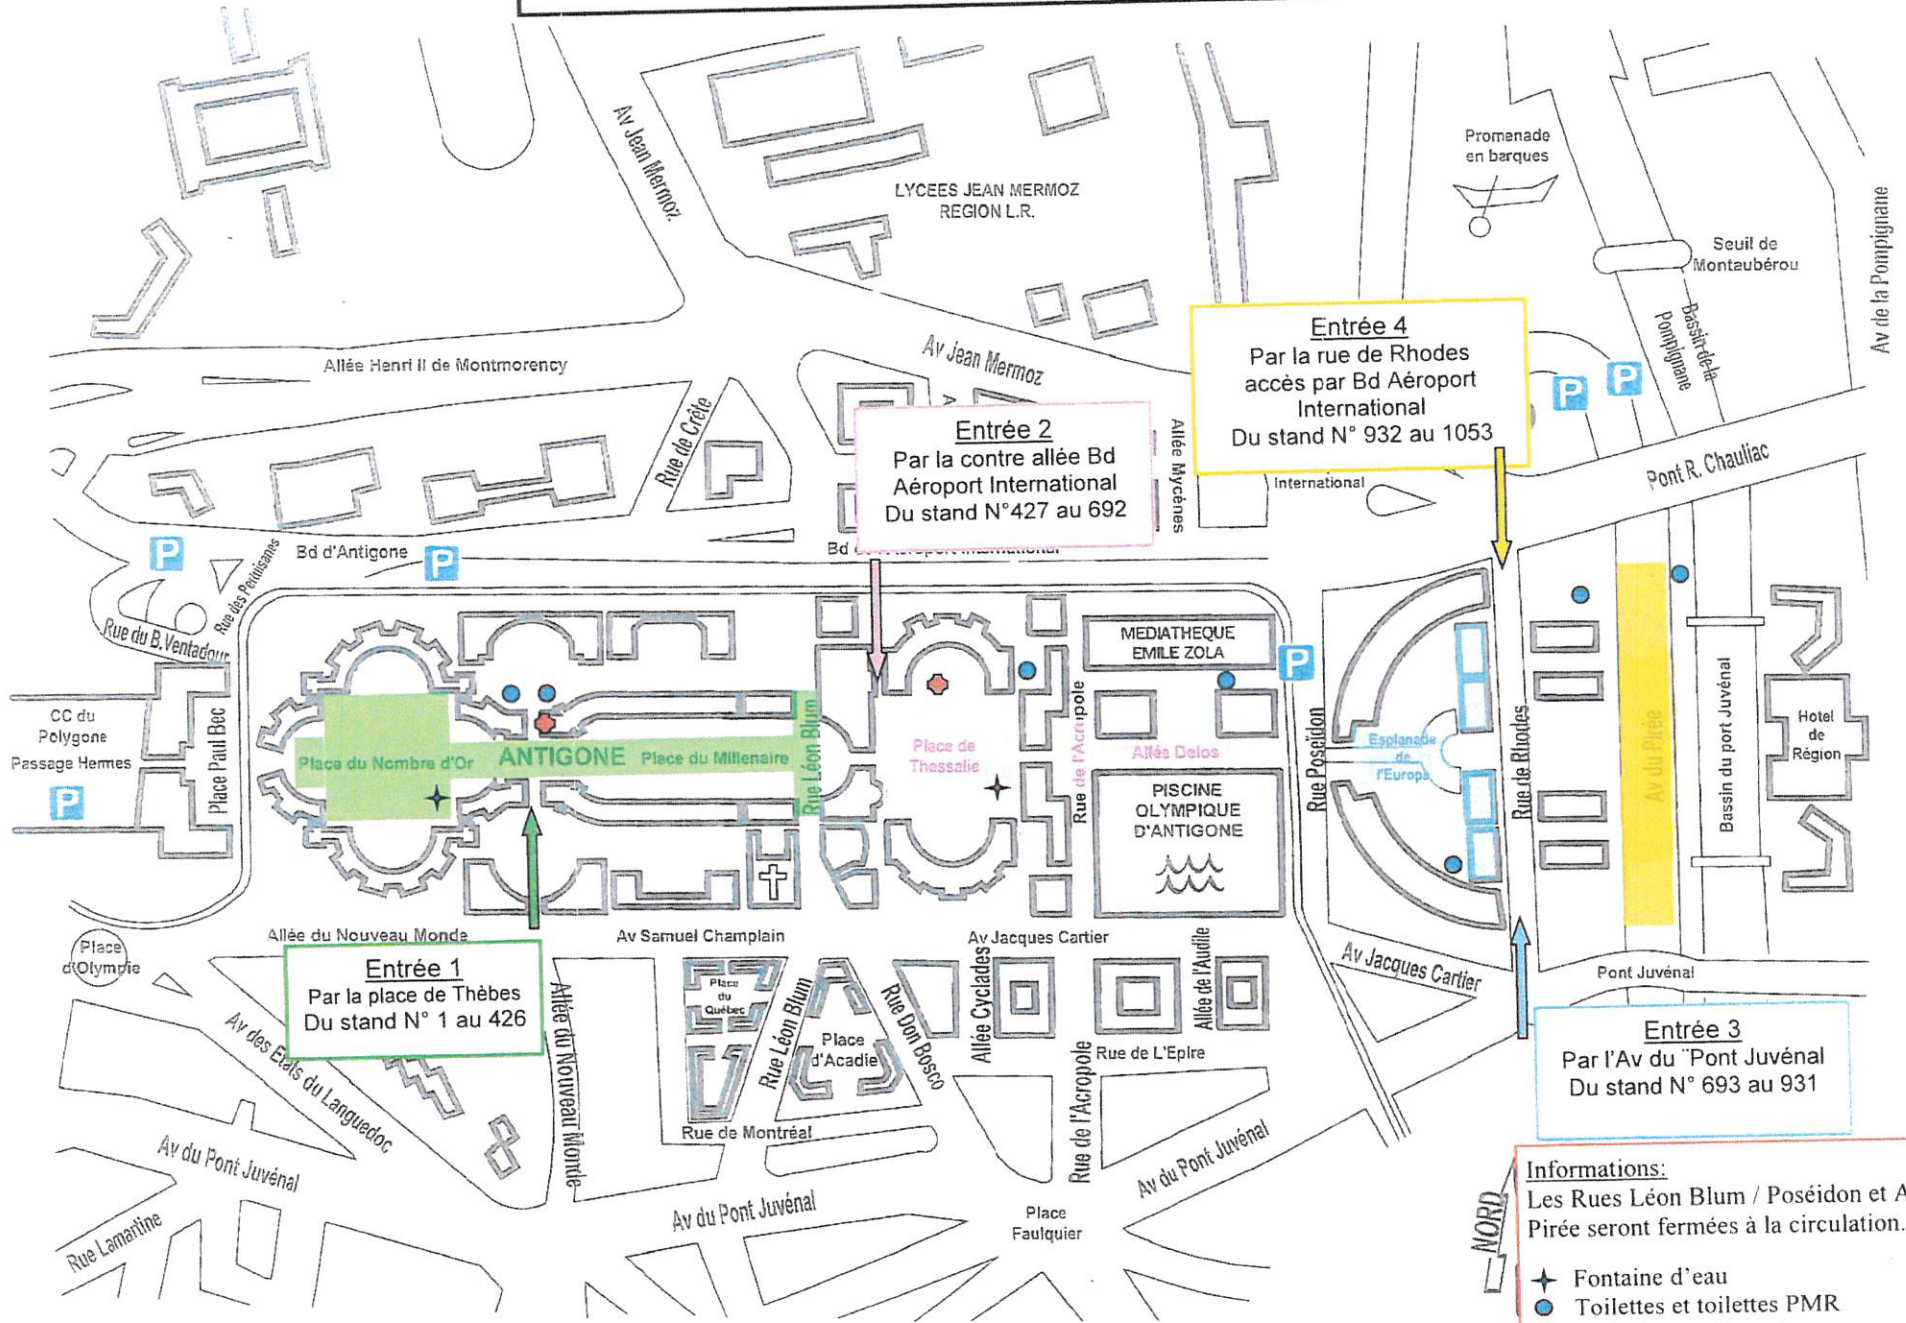 Av Jean Mermoz
LYCEES JEAN MERMOZ
REGION L.R.
Promenade
en barques
Seuil de
Montaubérou
Av de la Pompignane
Bassin de la
Pompignane
Allée Henri II de Montmorency
Av Jean Mermoz
Entrée 4
Par la rue de Rhodes
accès par Bd Aéroport
International
Du stand N° 932 au 1053
P
P
Rue de Crête
A
Entrée 2
Par la contre allée Bd
Aéroport International
Du stand N°427 au 692
Allée Mycènes
International
Pont R. Chauliac
P
Bd d'Antigone
P
Rue des Pertuisanes
Rue du B. Ventadour
MEDIATHEQUE
EMILE ZOLA
P
CC du
Polygone
Passage Hermes
P
Place Paul Bec
Place du Nombre d'Or
ANTIGONE
Place du Millenaire
Rue Léon Blum
Place de
Thessalie
Rue de l'Acropole
Allés Delos
PISCINE
OLYMPIQUE
D'ANTIGONE
Rue Poséidon
Esplanade
de
l'Europe
Rue de Rhodes
Av du Pirée
Bassin du port Juvénal
Hotel
de
Région
Place
d'Olympie
Allée du Nouveau Monde
Av Samuel Champlain
Av Jacques Cartier
Av Jacques Cartier
Pont Juvénal
Entrée 1
Par la place de Thèbes
Du stand N° 1 au 426
Allée du Nouveau Monde
Place
du
Québec
Rue Léon Blum
Place
d'Acadie
Rue Don Bosco
Allée Cyclades
Allée de l'Audile
Rue de L'Epire
Rue de l'Acropole
Entrée 3
Par l'Av du ¨Pont Juvénal
Du stand N° 693 au 931
Av des Etats du Languedoc
Rue de Montréal
Av du Pont Juvénal
Av du Pont Juvénal
Av du Pont Juvénal
Place
Faulquier
Rue Lamartine
NORD
Informations:
Les Rues Léon Blum / Poséidon et A
Pirée seront fermées à la circulation.
Fontaine d'eau
Toilettes et toilettes PMR